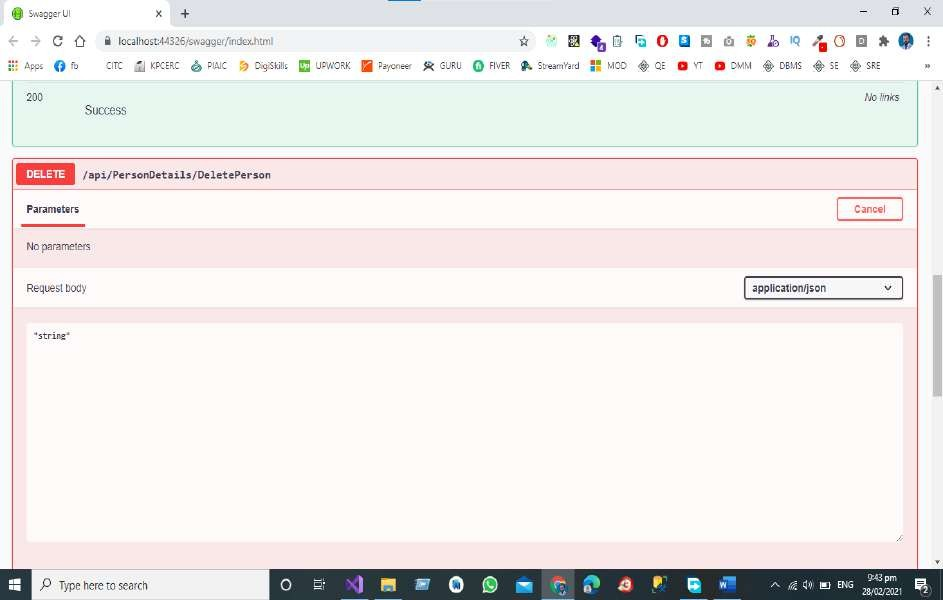 Swagger UI
localhost:44326/swagger/index.html
Apps fb CITC KPCERC PIAIC DigiSkills UPWORK Payoneer GURU FIVER StreamYard MOD QE YT DMM DBMS SE SRE »
200 Success No links
DELETE /api/PersonDetails/DeletePerson
Parameters Cancel
No parameters
Request body application/json
"string"
Type here to search ENG 9:43 pm
28/02/2021 2